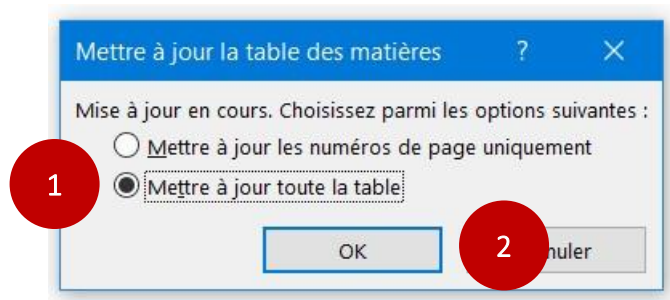 Mettre à jour la table des matières ? ×
Mise à jour en cours. Choisissez parmi les options suivantes :
Mettre à jour les numéros de page uniquement
1 Mettre à jour toute la table
OK 2 nuler